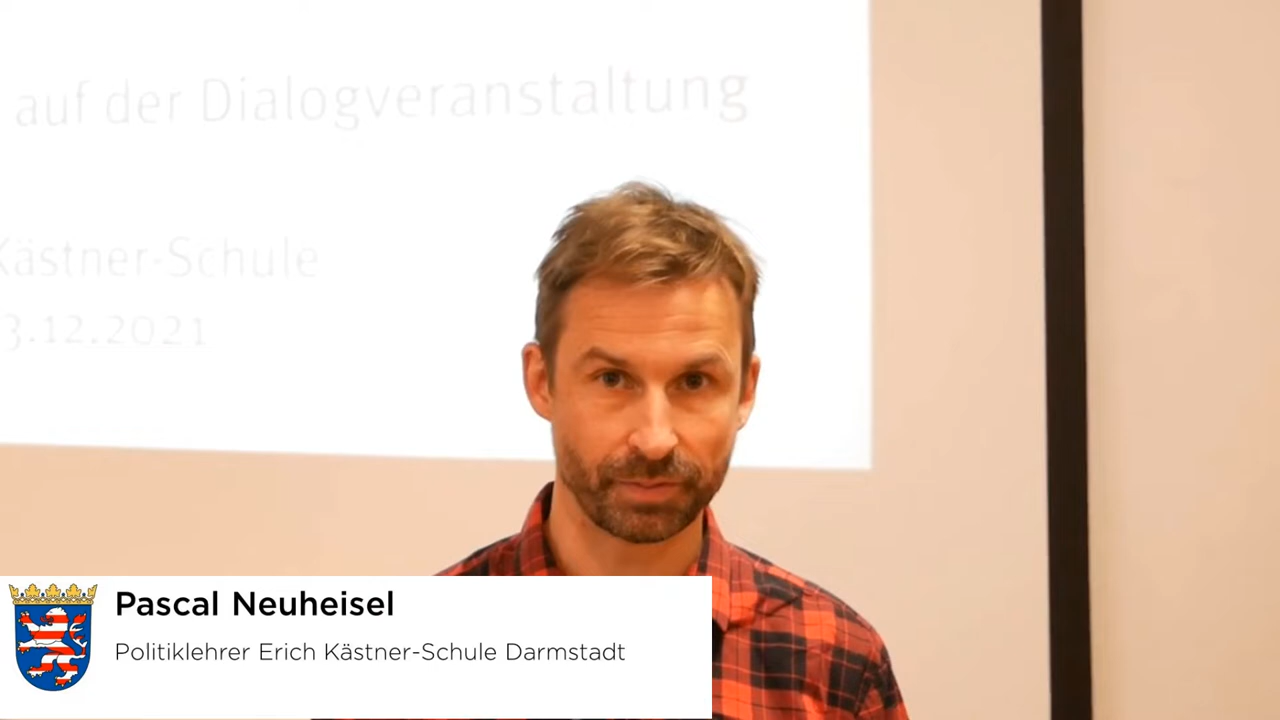 auf der Dialogveranstaltung
Kästner-Schule
3.12.2021
Pascal Neuheisel
Politiklehrer Erich Kästner-Schule Darmstadt